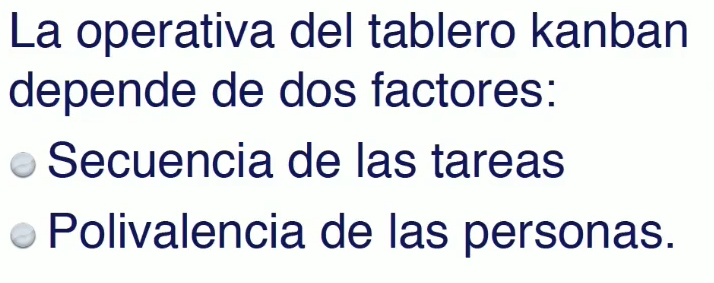 La operativa del tablero kanban
depende de dos factores:
Secuencia de las tareas
Polivalencia de las personas.